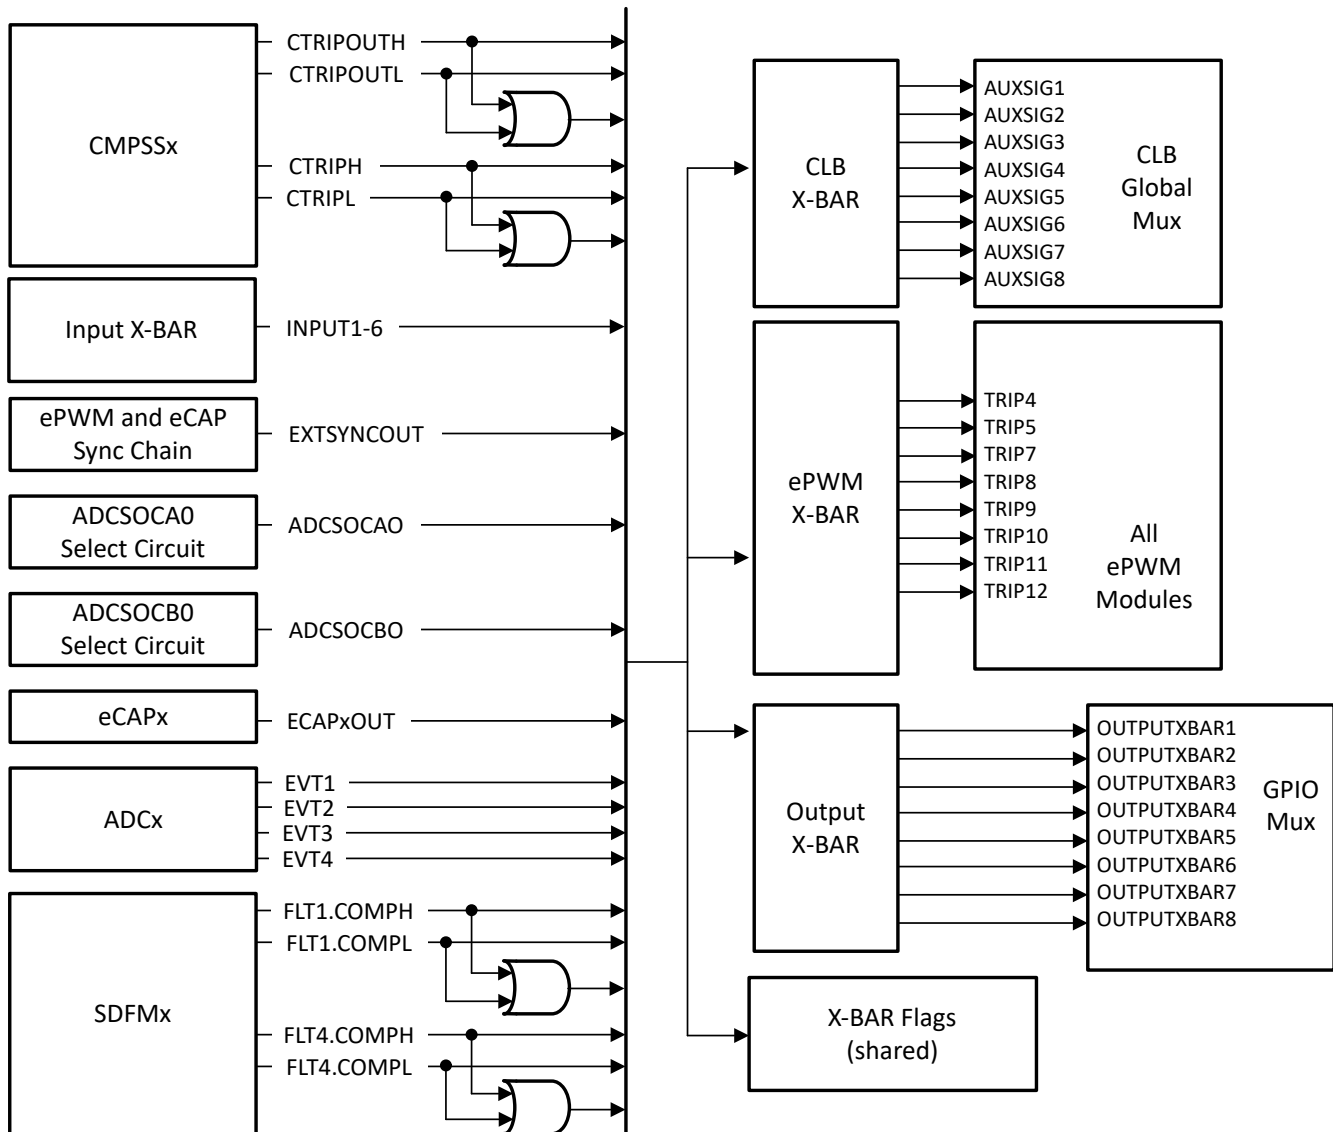 CMPSSx
CTRIPOUTH
CTRIPOUTL
CTRIPH
CTRIPL
Input X-BAR
INPUT1-6
ePWM and eCAP
Sync Chain
EXTSYNCOUT
ADCSOCA0
Select Circuit
ADCSOCAO
ADCSOCB0
Select Circuit
ADCSOCBO
eCAPx
ECAPxOUT
ADCx
EVT1
EVT2
EVT3
EVT4
SDFMx
FLT1.COMPH
FLT1.COMPL
FLT4.COMPH
FLT4.COMPL
CLB
X-BAR
AUXSIG1
AUXSIG2
AUXSIG3
AUXSIG4
AUXSIG5
AUXSIG6
AUXSIG7
AUXSIG8
CLB
Global
Mux
ePWM
X-BAR
TRIP4
TRIP5
TRIP7
TRIP8
TRIP9
TRIP10
TRIP11
TRIP12
All
ePWM
Modules
Output
X-BAR
OUTPUTXBAR1
OUTPUTXBAR2
OUTPUTXBAR3
OUTPUTXBAR4
OUTPUTXBAR5
OUTPUTXBAR6
OUTPUTXBAR7
OUTPUTXBAR8
GPIO
Mux
X-BAR Flags
(shared)